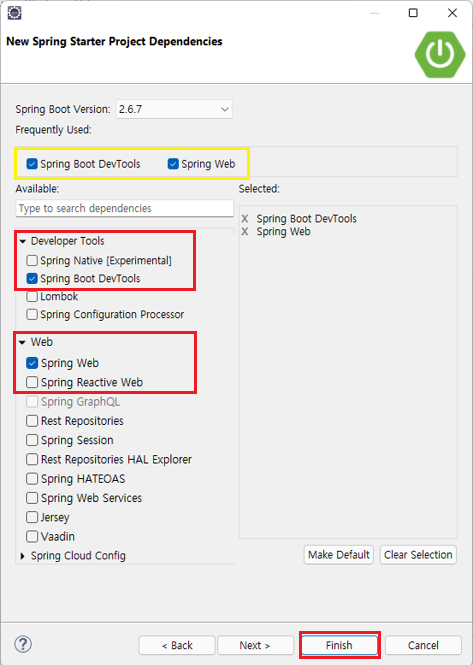 New Spring Starter Project Dependencies
Spring Boot Version: 2.6.7
Frequently Used:
Spring Boot DevTools Spring Web
Available: Selected:
Type to search dependencies
X Spring Boot DevTools
X Spring Web
Developer Tools
Spring Native [Experimental]
Spring Boot DevTools
Lombok
Spring Configuration Processor
Web
Spring Web
Spring Reactive Web
Spring GraphQL
Rest Repositories
Spring Session
Rest Repositories HAL Explorer
Spring HATEOAS
Spring Web Services
Jersey
Vaadin
Spring Cloud Config
Make Default Clear Selection
? < Back Next > Finish Cancel